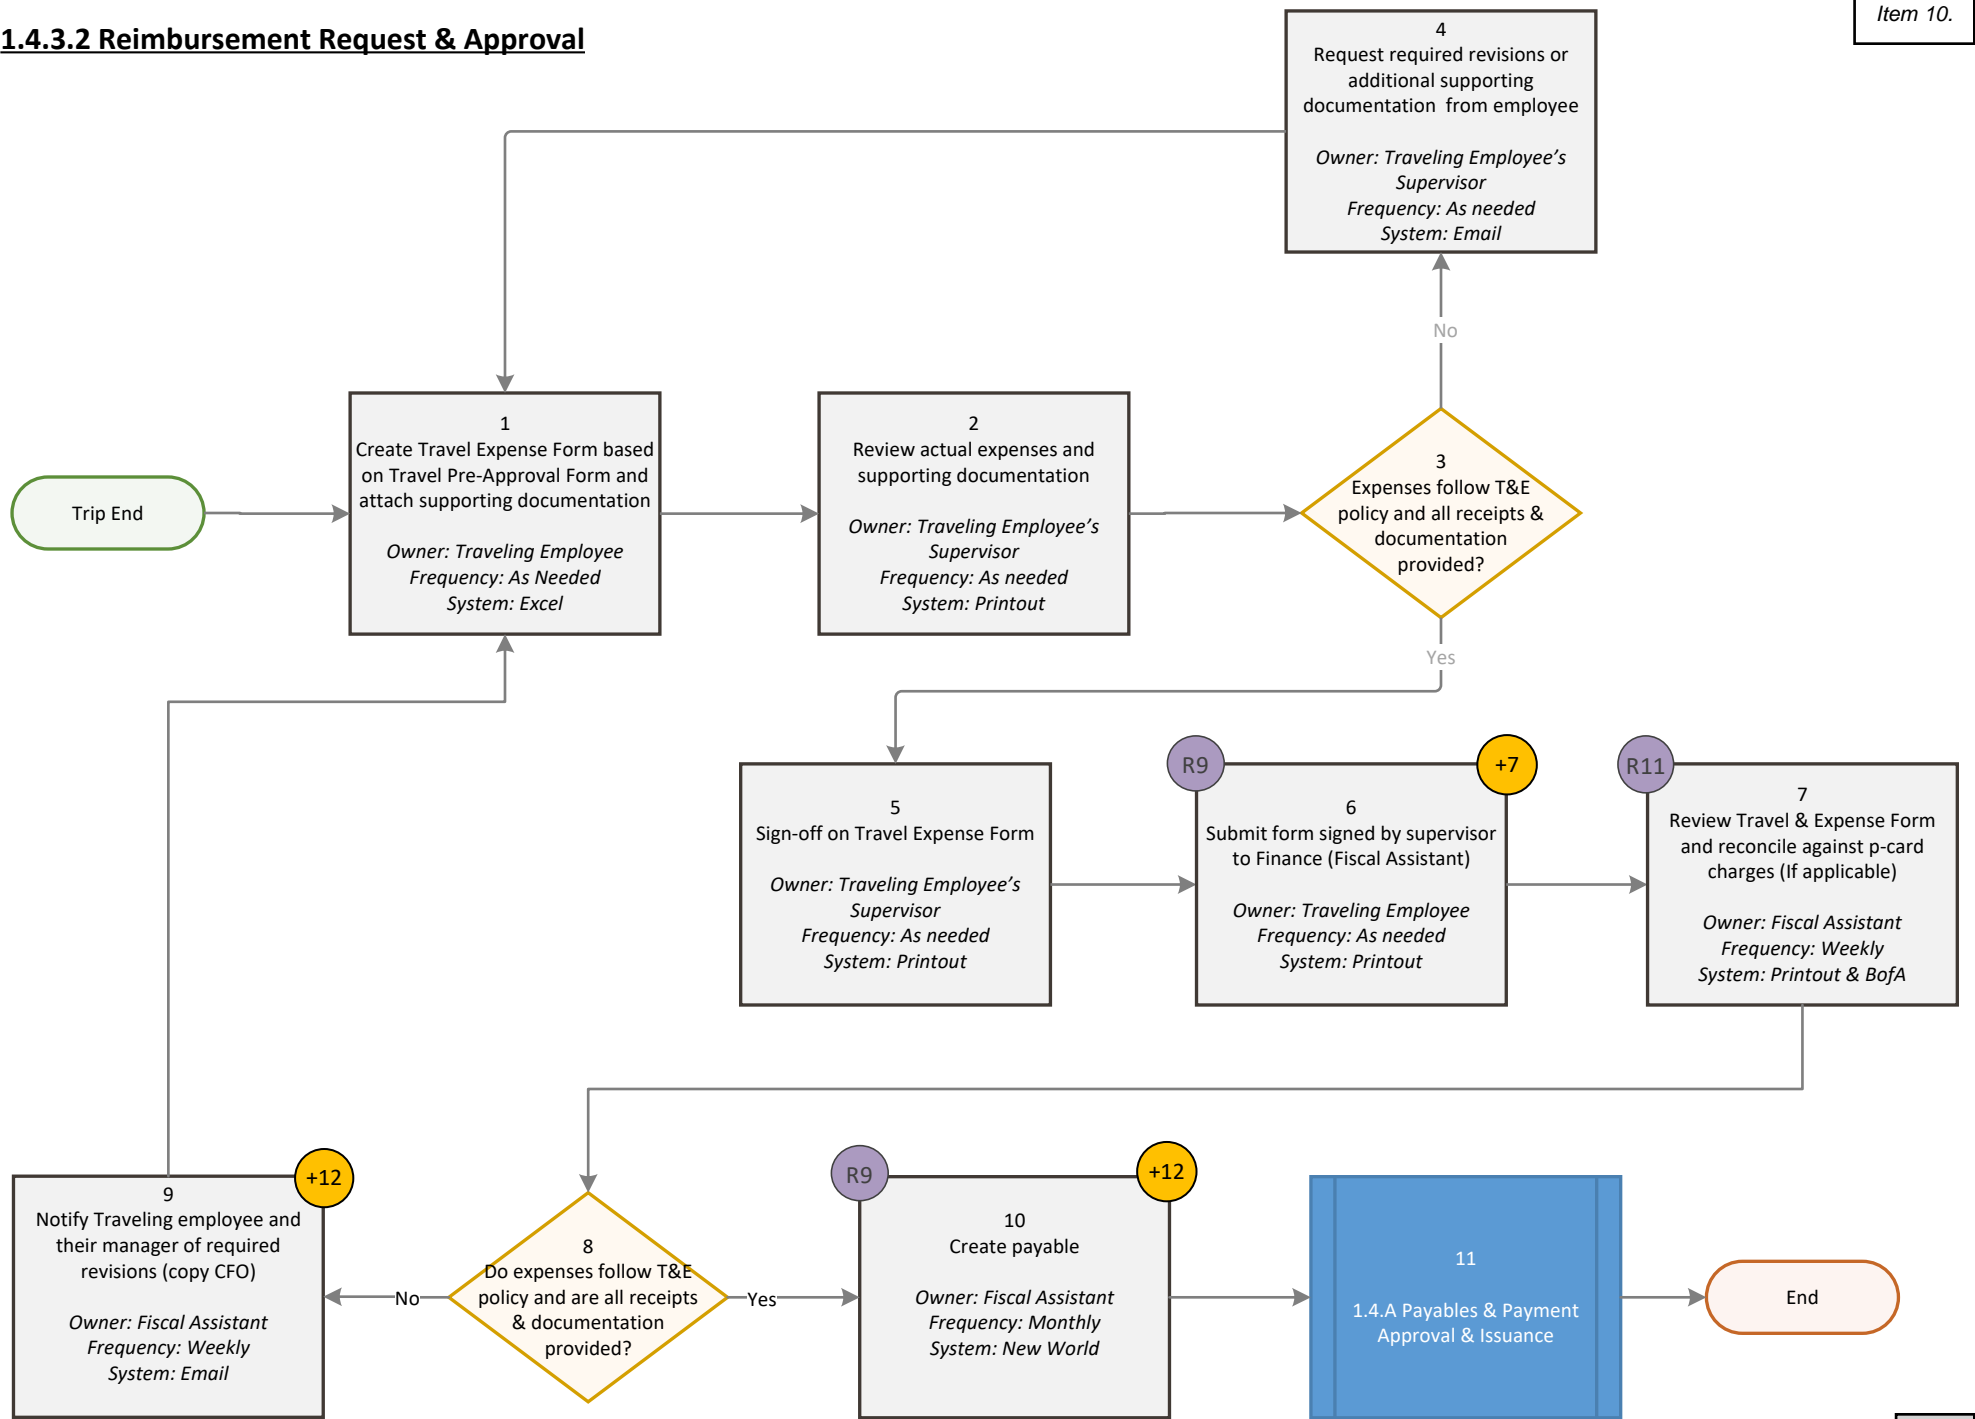 1.4.3.2 Reimbursement Request & Approval
Item 10.
4
Request required revisions or
additional supporting
documentation from employee
Owner: Traveling Employee's
Supervisor
Frequency: As needed
System: Email
No
Trip End
1
Create Travel Expense Form based
on Travel Pre-Approval Form and
attach supporting documentation
Owner: Traveling Employee
Frequency: As Needed
System: Excel
2
Review actual expenses and
supporting documentation
Owner: Traveling Employee's
Supervisor
Frequency: As needed
System: Printout
3
Expenses follow T&E
policy and all receipts &
documentation
provided?
Yes
5
Sign-off on Travel Expense Form
Owner: Traveling Employee's
Supervisor
Frequency: As needed
System: Printout
R9
+7
6
Submit form signed by supervisor
to Finance (Fiscal Assistant)
Owner: Traveling Employee
Frequency: As needed
System: Printout
R11
7
Review Travel & Expense Form
and reconcile against p-card
charges (If applicable)
Owner: Fiscal Assistant
Frequency: Weekly
System: Printout & BofA
+12
9
Notify Traveling employee and
their manager of required
revisions (copy CFO)
Owner: Fiscal Assistant
Frequency: Weekly
System: Email
No
8
Do expenses follow T&E
policy and are all receipts
& documentation
provided?
Yes
R9
+12
10
Create payable
Owner: Fiscal Assistant
Frequency: Monthly
System: New World
11
1.4.A Payables & Payment
Approval & Issuance
End